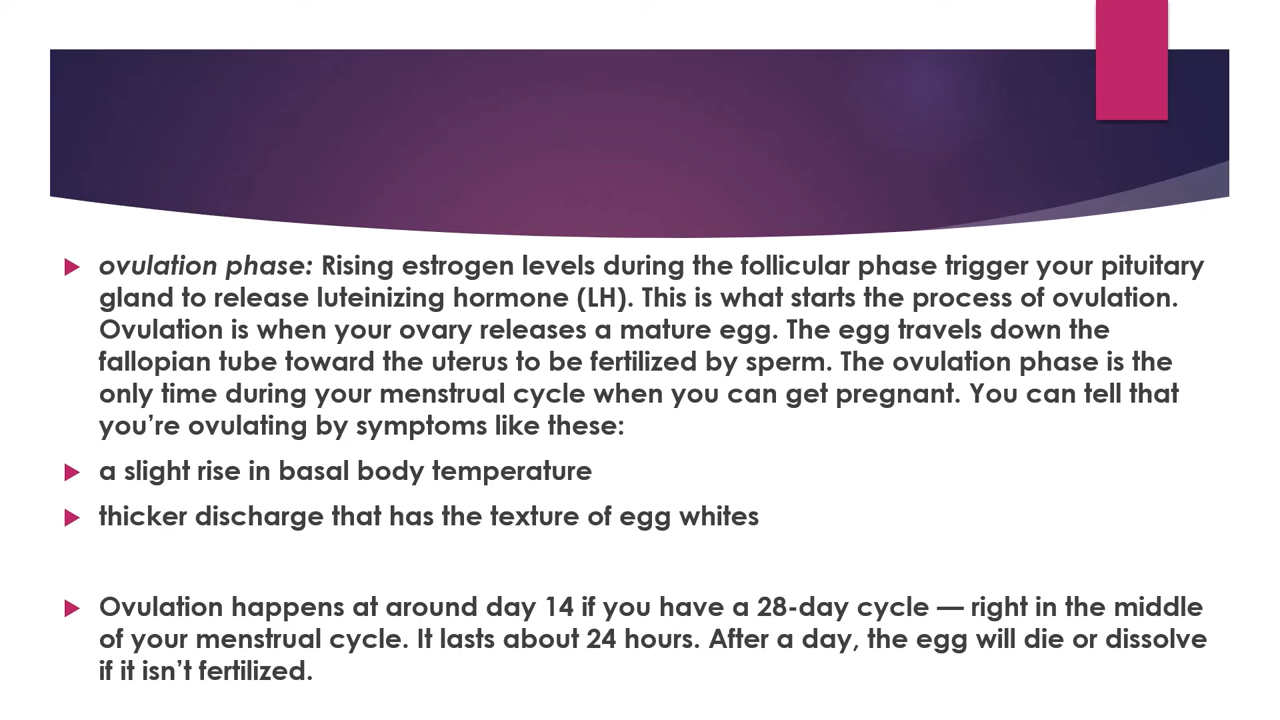 ovulation phase: Rising estrogen levels during the follicular phase trigger your pituitary
gland to release luteinizing hormone (LH). This is what starts the process of ovulation.
Ovulation is when your ovary releases a mature egg. The egg travels down the
fallopian tube toward the uterus to be fertilized by sperm. The ovulation phase is the
only time during your menstrual cycle when you can get pregnant. You can tell that
you’re ovulating by symptoms like these:
a slight rise in basal body temperature
thicker discharge that has the texture of egg whites
Ovulation happens at around day 14 if you have a 28-day cycle — right in the middle
of your menstrual cycle. It lasts about 24 hours. After a day, the egg will die or dissolve
if it isn’t fertilized.